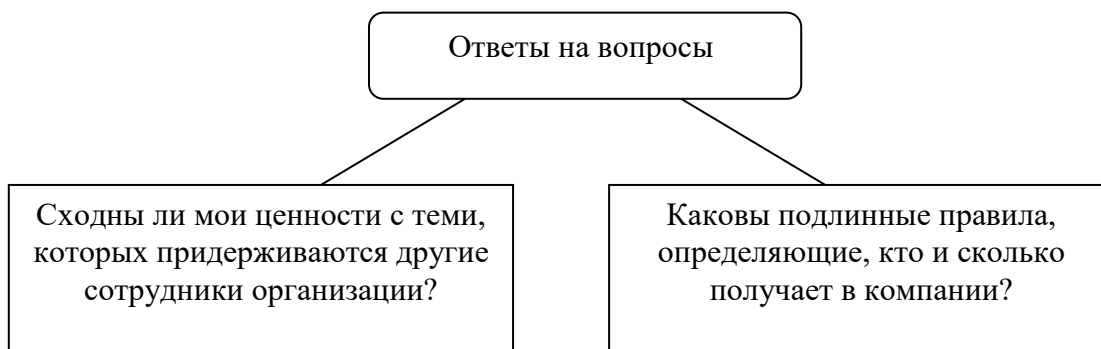 Ответы на вопросы
Сходны ли мои ценности с теми,
которых придерживаются другие
сотрудники организации?
Каковы подлинные правила,
определяющие, кто и сколько
получает в компании?